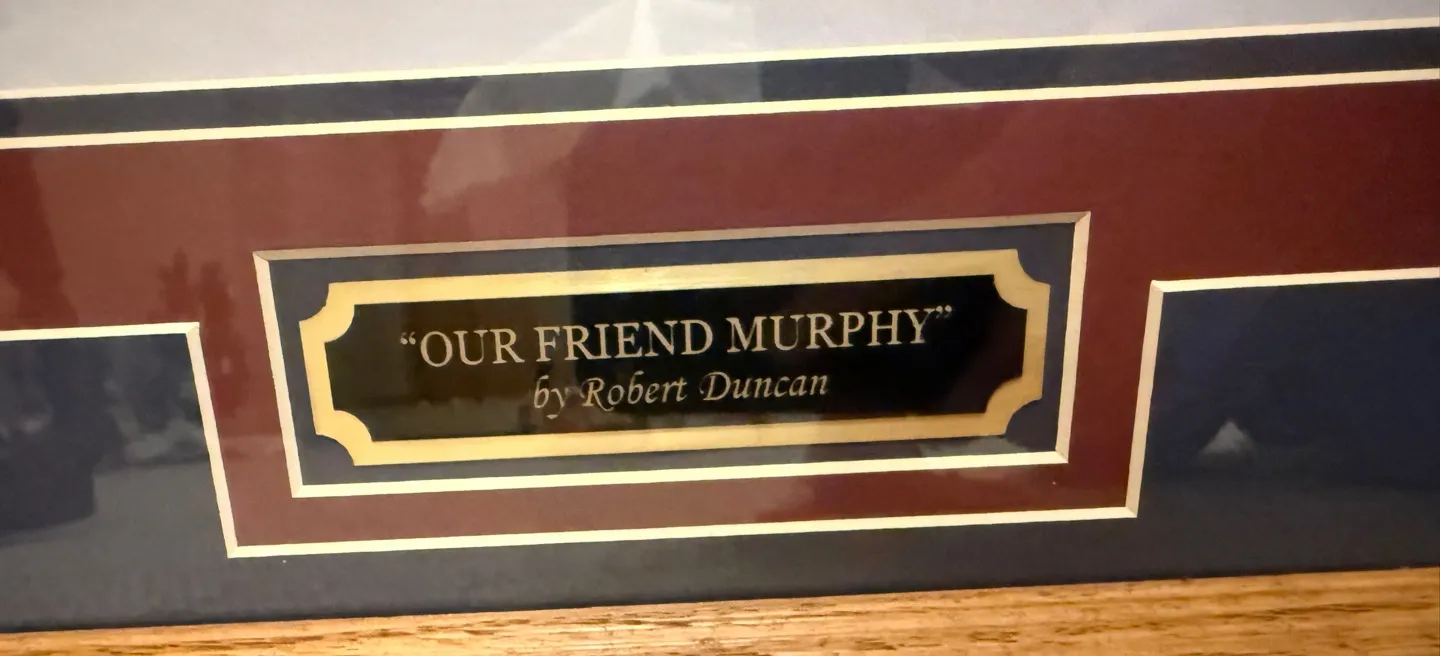 “OUR FRIEND MURPHY”
by Robert Duncan